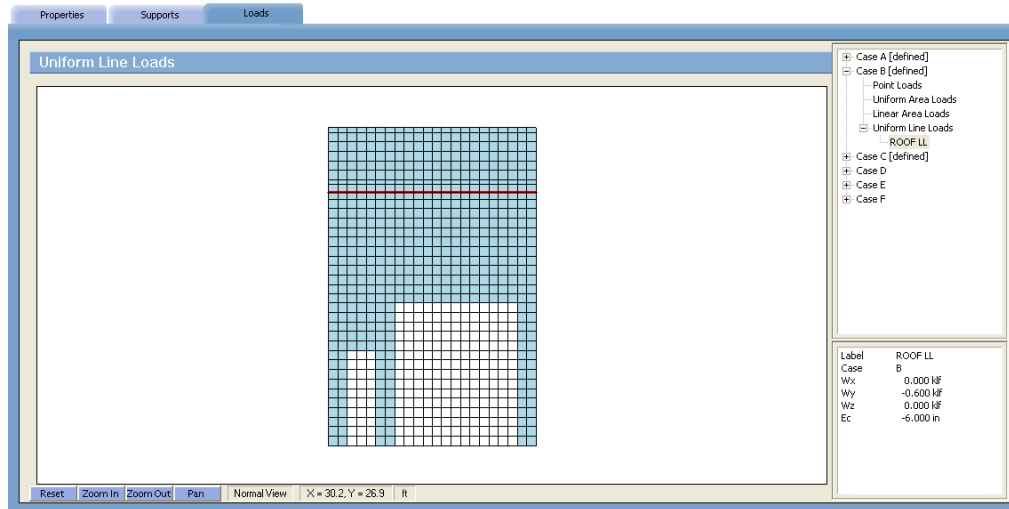 Properties Supports Loads
Uniform Line Loads
Case A [defined]
Case B [defined]
Point Loads
Uniform Area Loads
Linear Area Loads
Uniform Line Loads
ROOF LL
Case C [defined]
Case D
Case E
Case F
Label ROOF LL
Case B
Wx 0.000 klf
Wy -0.600 klf
Wz 0.000 klf
Ec -6.000 in
Reset Zoom In Zoom Out Pan Normal View X = 30.2, Y = 26.9 ft